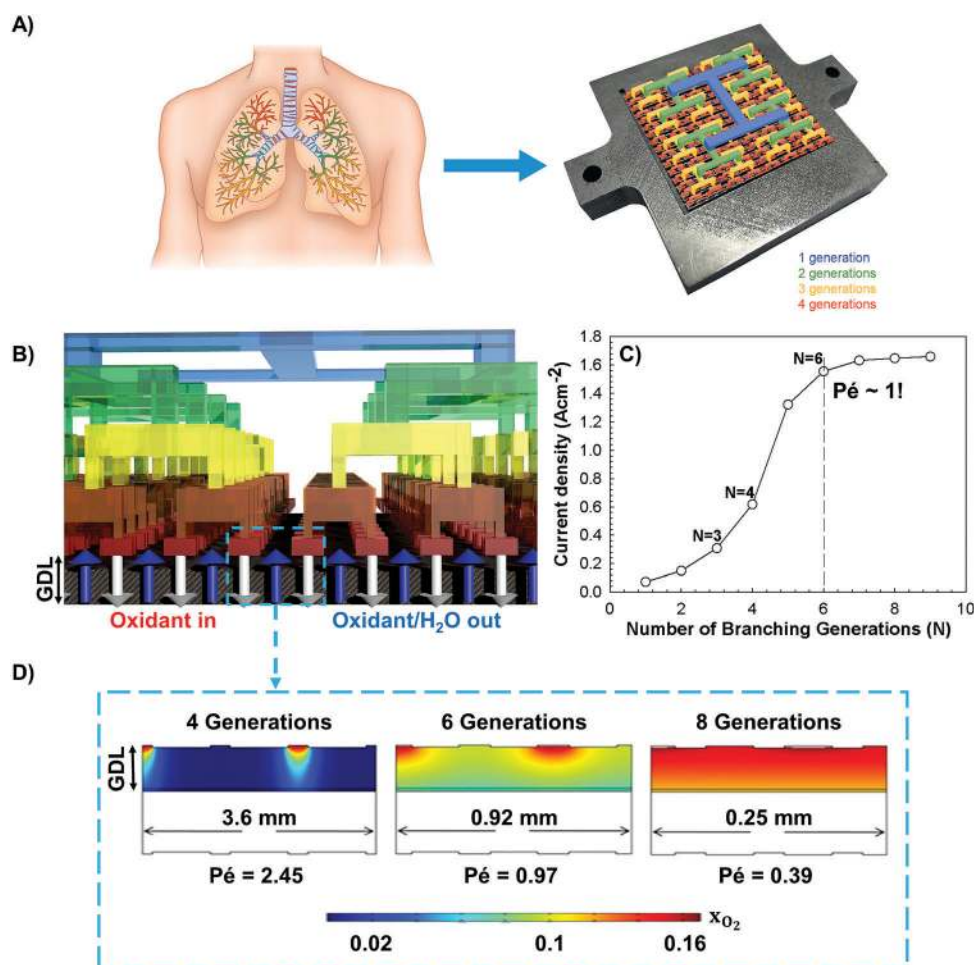 A)
1 generation
2 generations
3 generations
4 generations
B)
GDL
Oxidant in
Oxidant/H₂O out
C)
Current density (Acm⁻²)
1.8
1.6
1.4
1.2
1.0
0.8
0.6
0.4
0.2
0.0
N=3
N=4
N=6
Pé ~ 1!
0 2 4 6 8 10
Number of Branching Generations (N)
D)
4 Generations 6 Generations 8 Generations
GDL
3.6 mm 0.92 mm 0.25 mm
Pé = 2.45 Pé = 0.97 Pé = 0.39
x_O₂
0.02 0.1 0.16